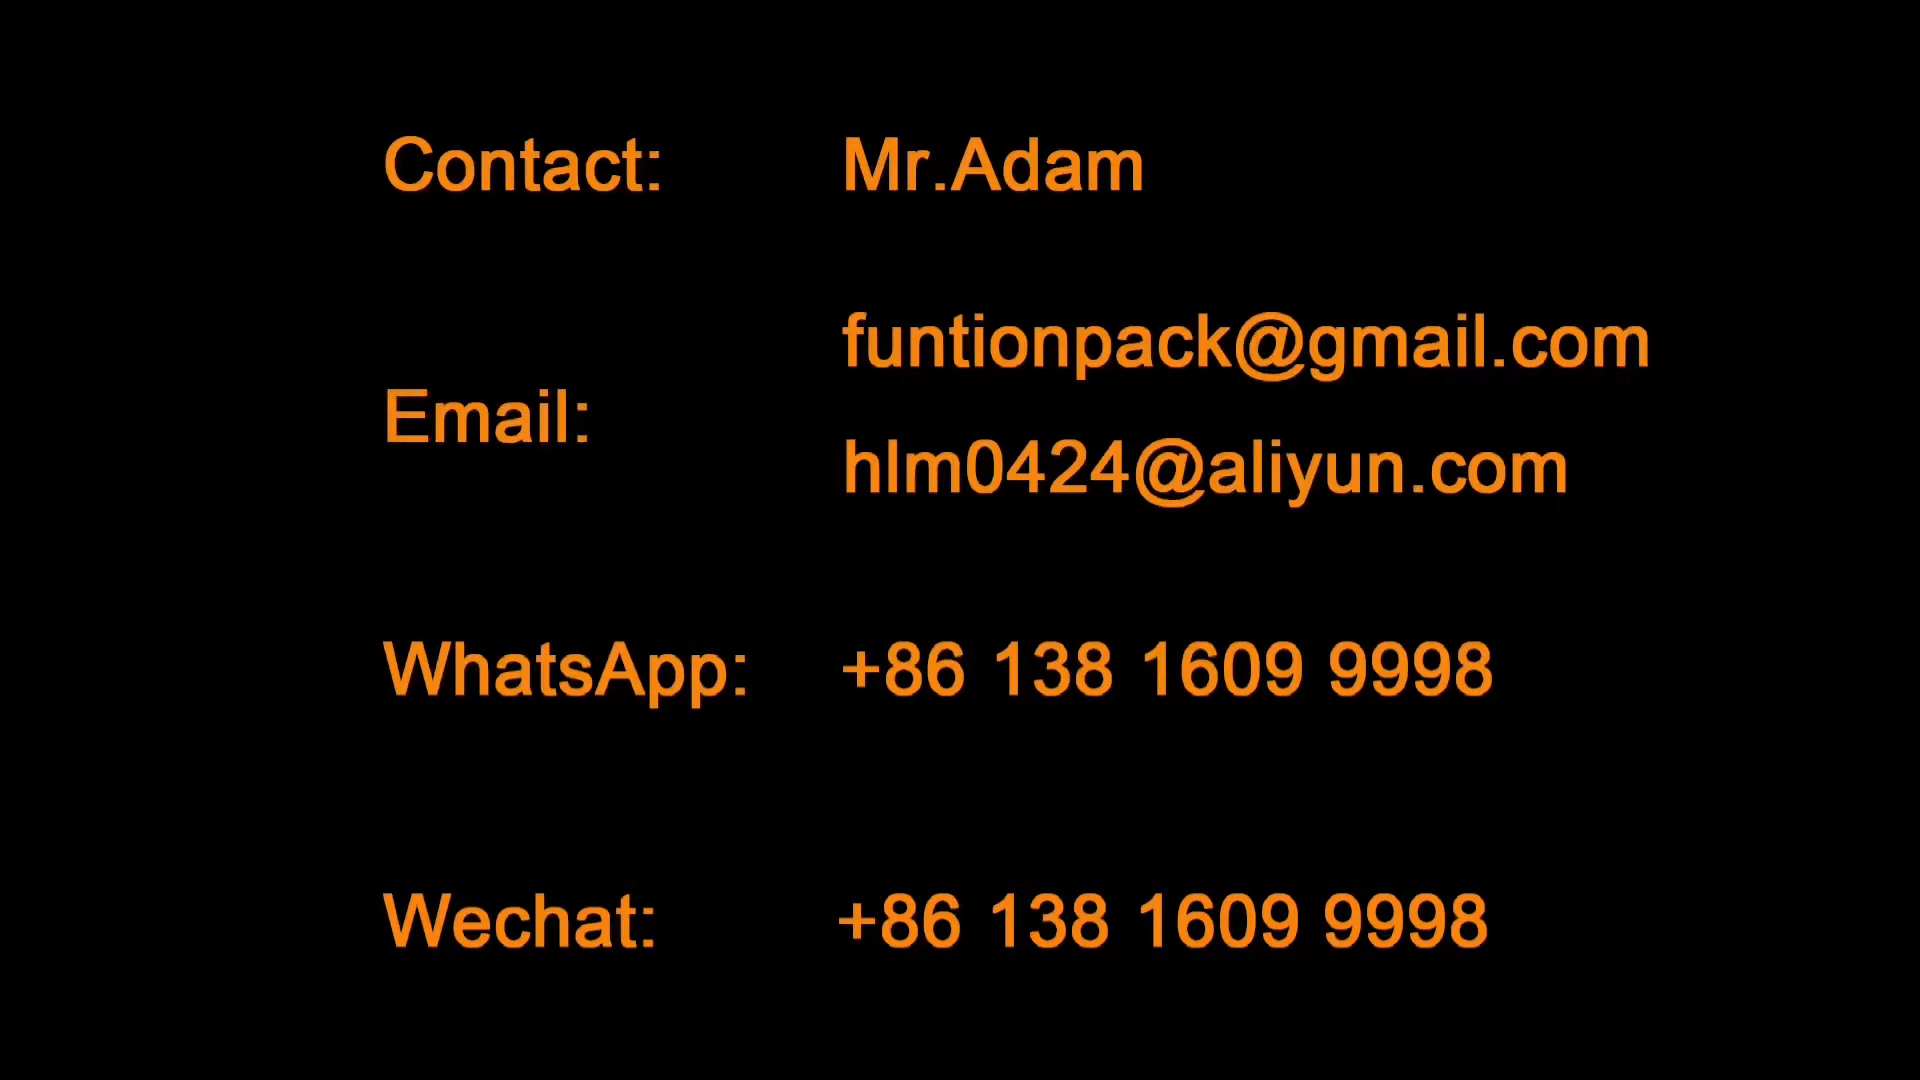 Contact: Mr.Adam
funtionpack@gmail.com
Email:
hlm0424@aliyun.com
WhatsApp: +86 138 1609 9998
Wechat: +86 138 1609 9998